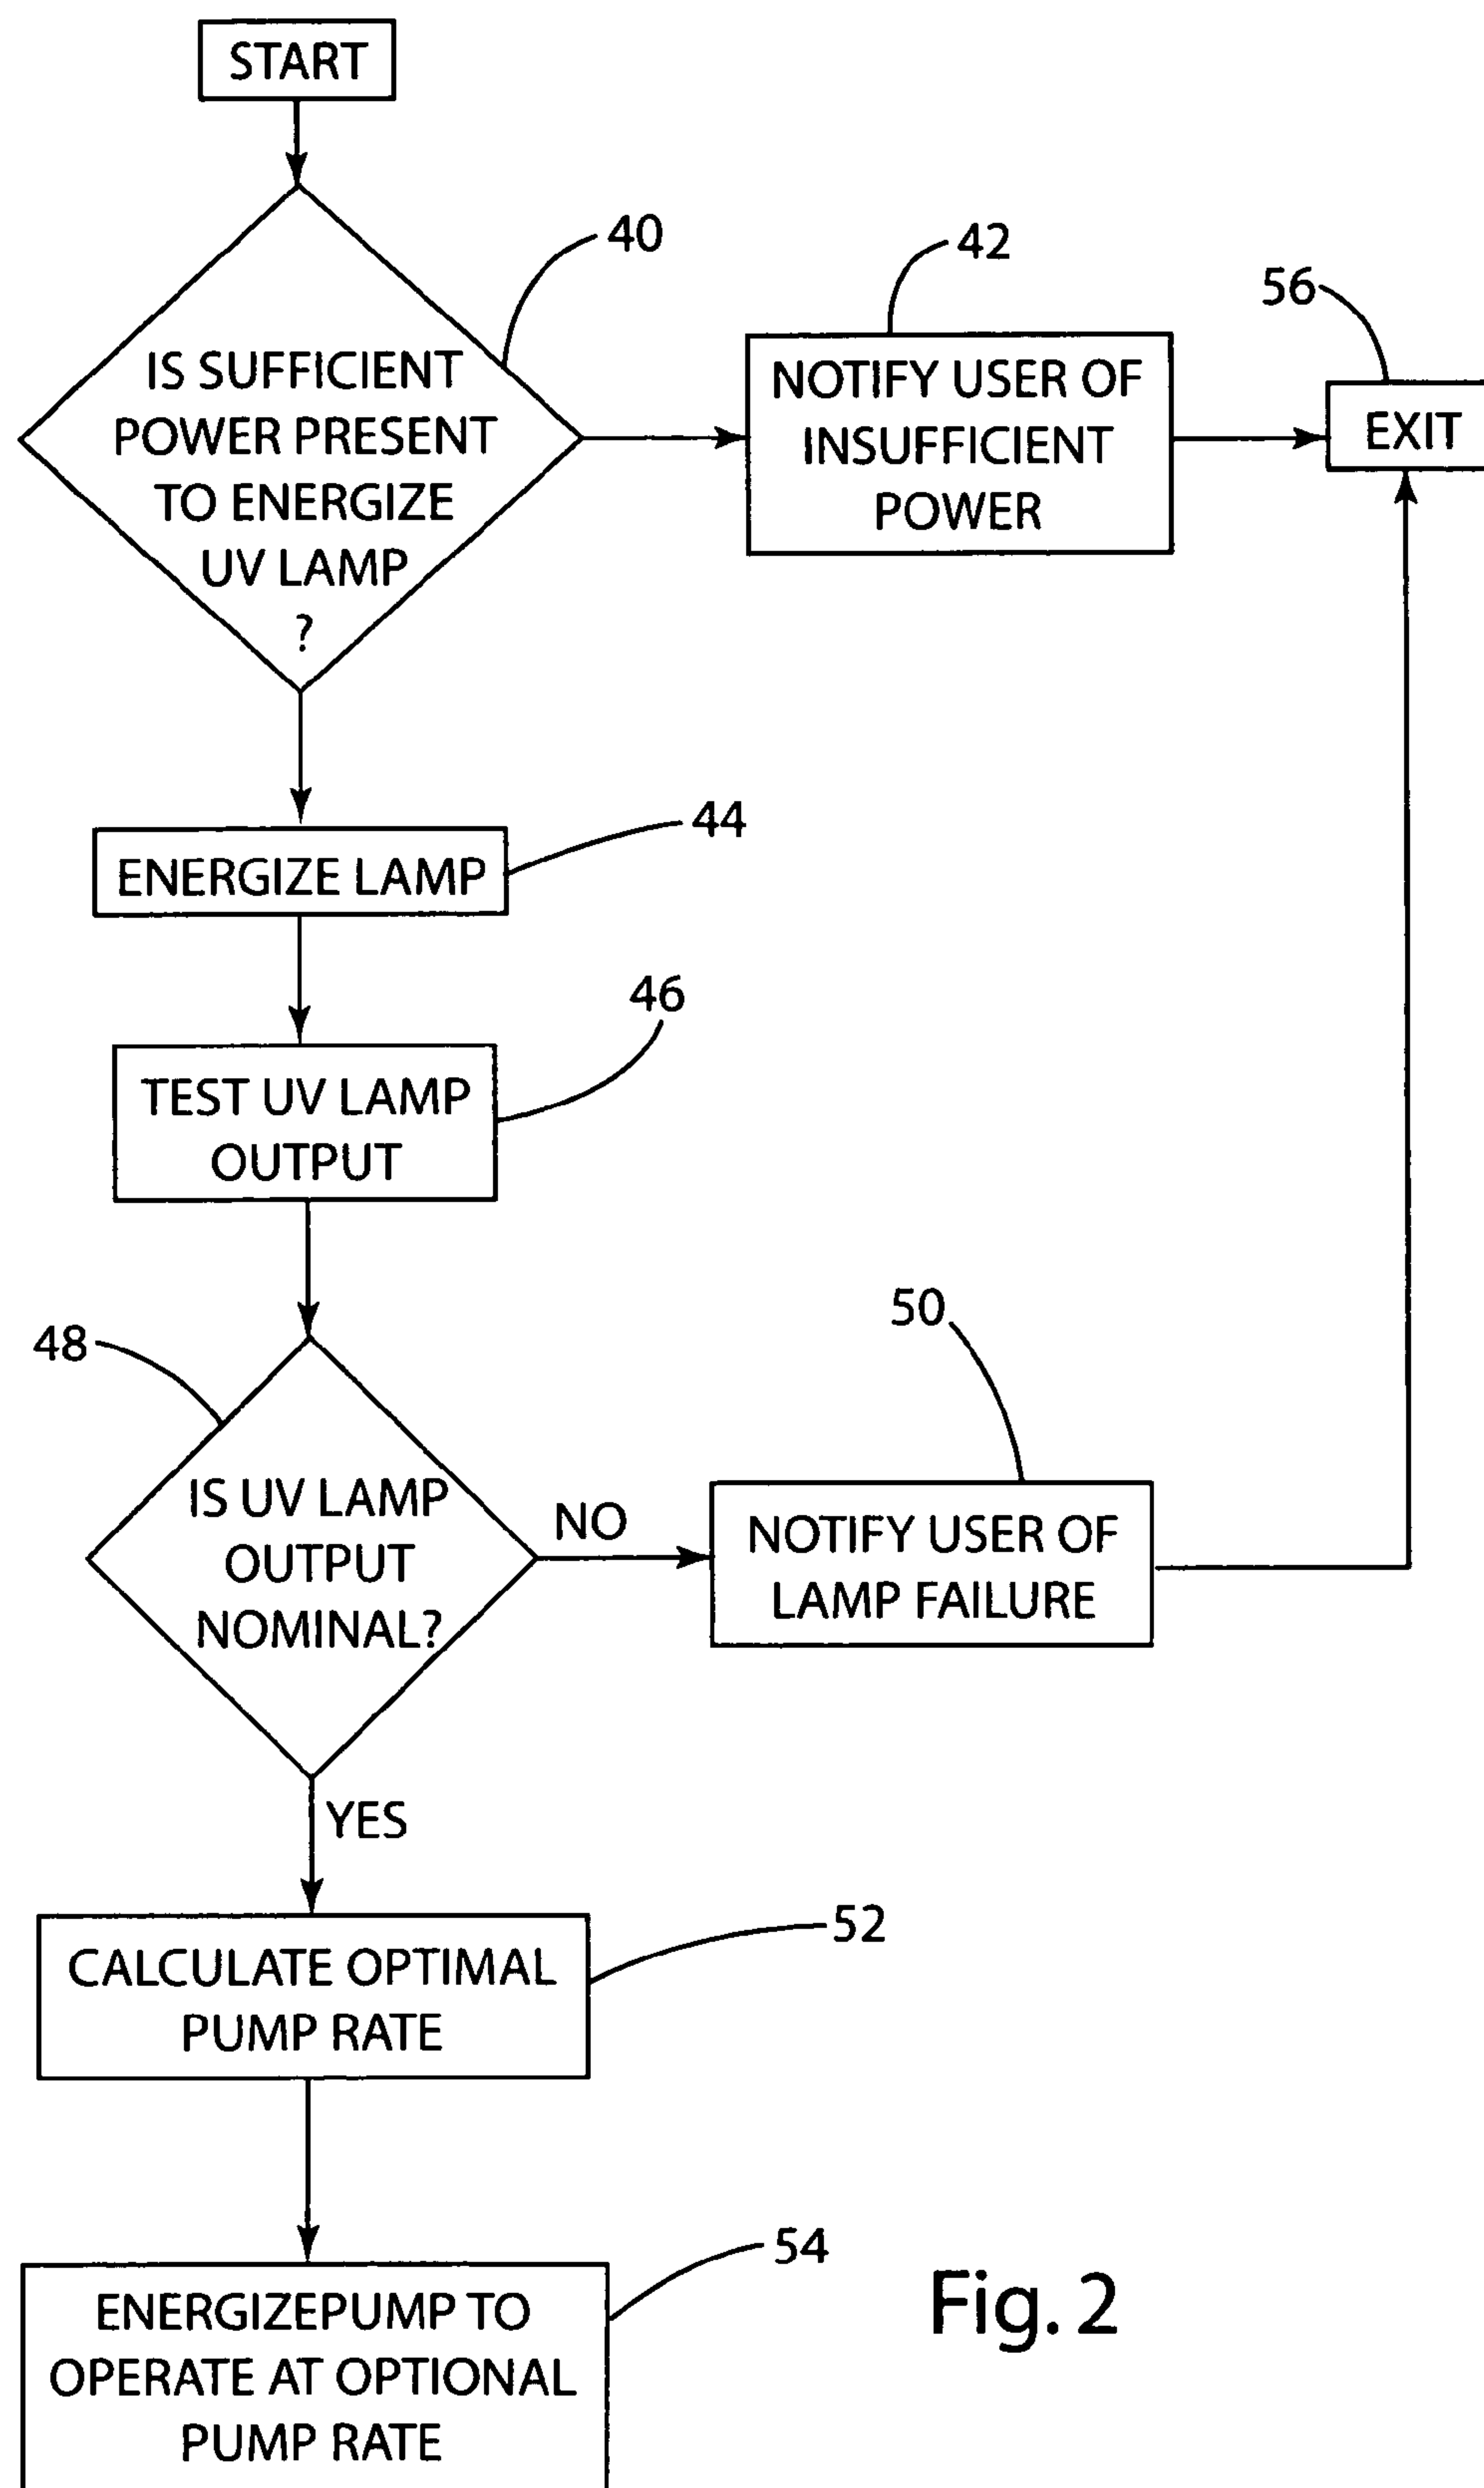 START
40
IS SUFFICIENT
POWER PRESENT
TO ENERGIZE
UV LAMP
?
42
NOTIFY USER OF
INSUFFICIENT
POWER
56
EXIT
44
ENERGIZE LAMP
46
TEST UV LAMP
OUTPUT
48
IS UV LAMP
OUTPUT
NOMINAL?
NO
50
NOTIFY USER OF
LAMP FAILURE
YES
52
CALCULATE OPTIMAL
PUMP RATE
54
ENERGIZEPUMP TO
OPERATE AT OPTIONAL
PUMP RATE
Fig. 2